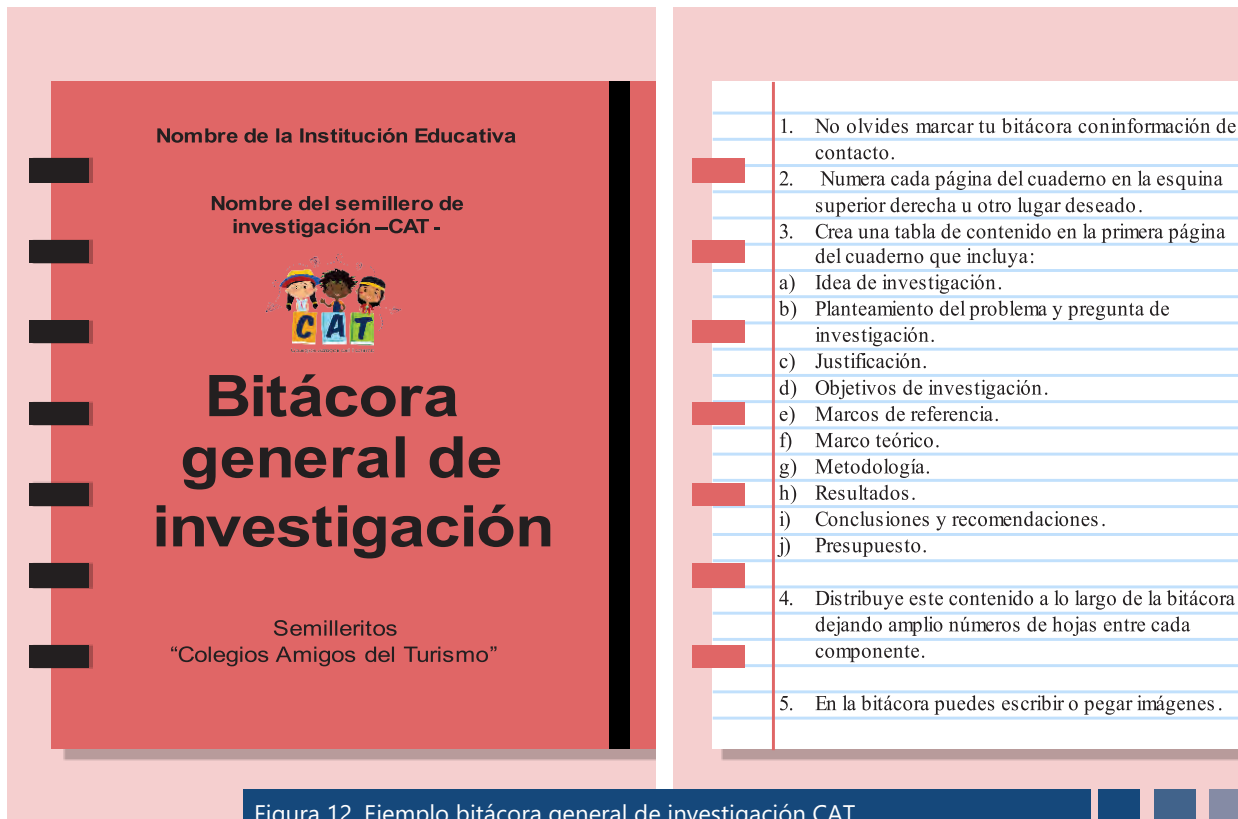 Nombre de la Institución Educativa
Nombre del semillero de
investigación –CAT -
CAT
Bitácora
general de
investigación
Semilleritos
“Colegios Amigos del Turismo”
1. No olvides marcar tu bitácora coninformación de
contacto.
2. Numera cada página del cuaderno en la esquina
superior derecha u otro lugar deseado.
3. Crea una tabla de contenido en la primera página
del cuaderno que incluya:
a) Idea de investigación.
b) Planteamiento del problema y pregunta de
investigación.
c) Justificación.
d) Objetivos de investigación.
e) Marcos de referencia.
f) Marco teórico.
g) Metodología.
h) Resultados.
i) Conclusiones y recomendaciones.
j) Presupuesto.
4. Distribuye este contenido a lo largo de la bitácora
dejando amplio números de hojas entre cada
componente.
5. En la bitácora puedes escribir o pegar imágenes.
Figura 12. Ejemplo bitácora general de investigación CAT